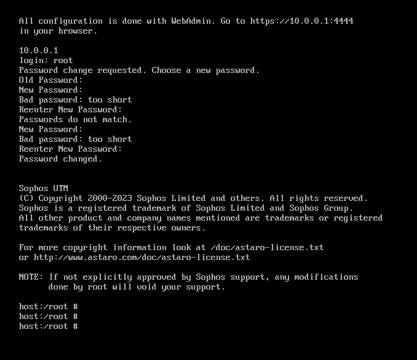 All configuration is done with WebAdmin. Go to https://10.0.0.1:4444
in your browser.
10.0.0.1
login: root
Password change requested. Choose a new password.
Old Password:
New Password:
Bad password: too short
Reenter New Password:
Passwords do not match.
New Password:
Bad password: too short
Reenter New Password:
Password changed.
Sophos UTM
(C) Copyright 2000-2023 Sophos Limited and others. All rights reserved.
Sophos is a registered trademark of Sophos Limited and Sophos Group.
All other product and company names mentioned are trademarks or registered
trademarks of their respective owners.
For more copyright information look at /doc/astaro-license.txt
or http://www.astaro.com/doc/astaro-license.txt
NOTE: If not explicitly approved by Sophos support, any modifications
done by root will void your support.
host:/root #
host:/root #
host:/root #